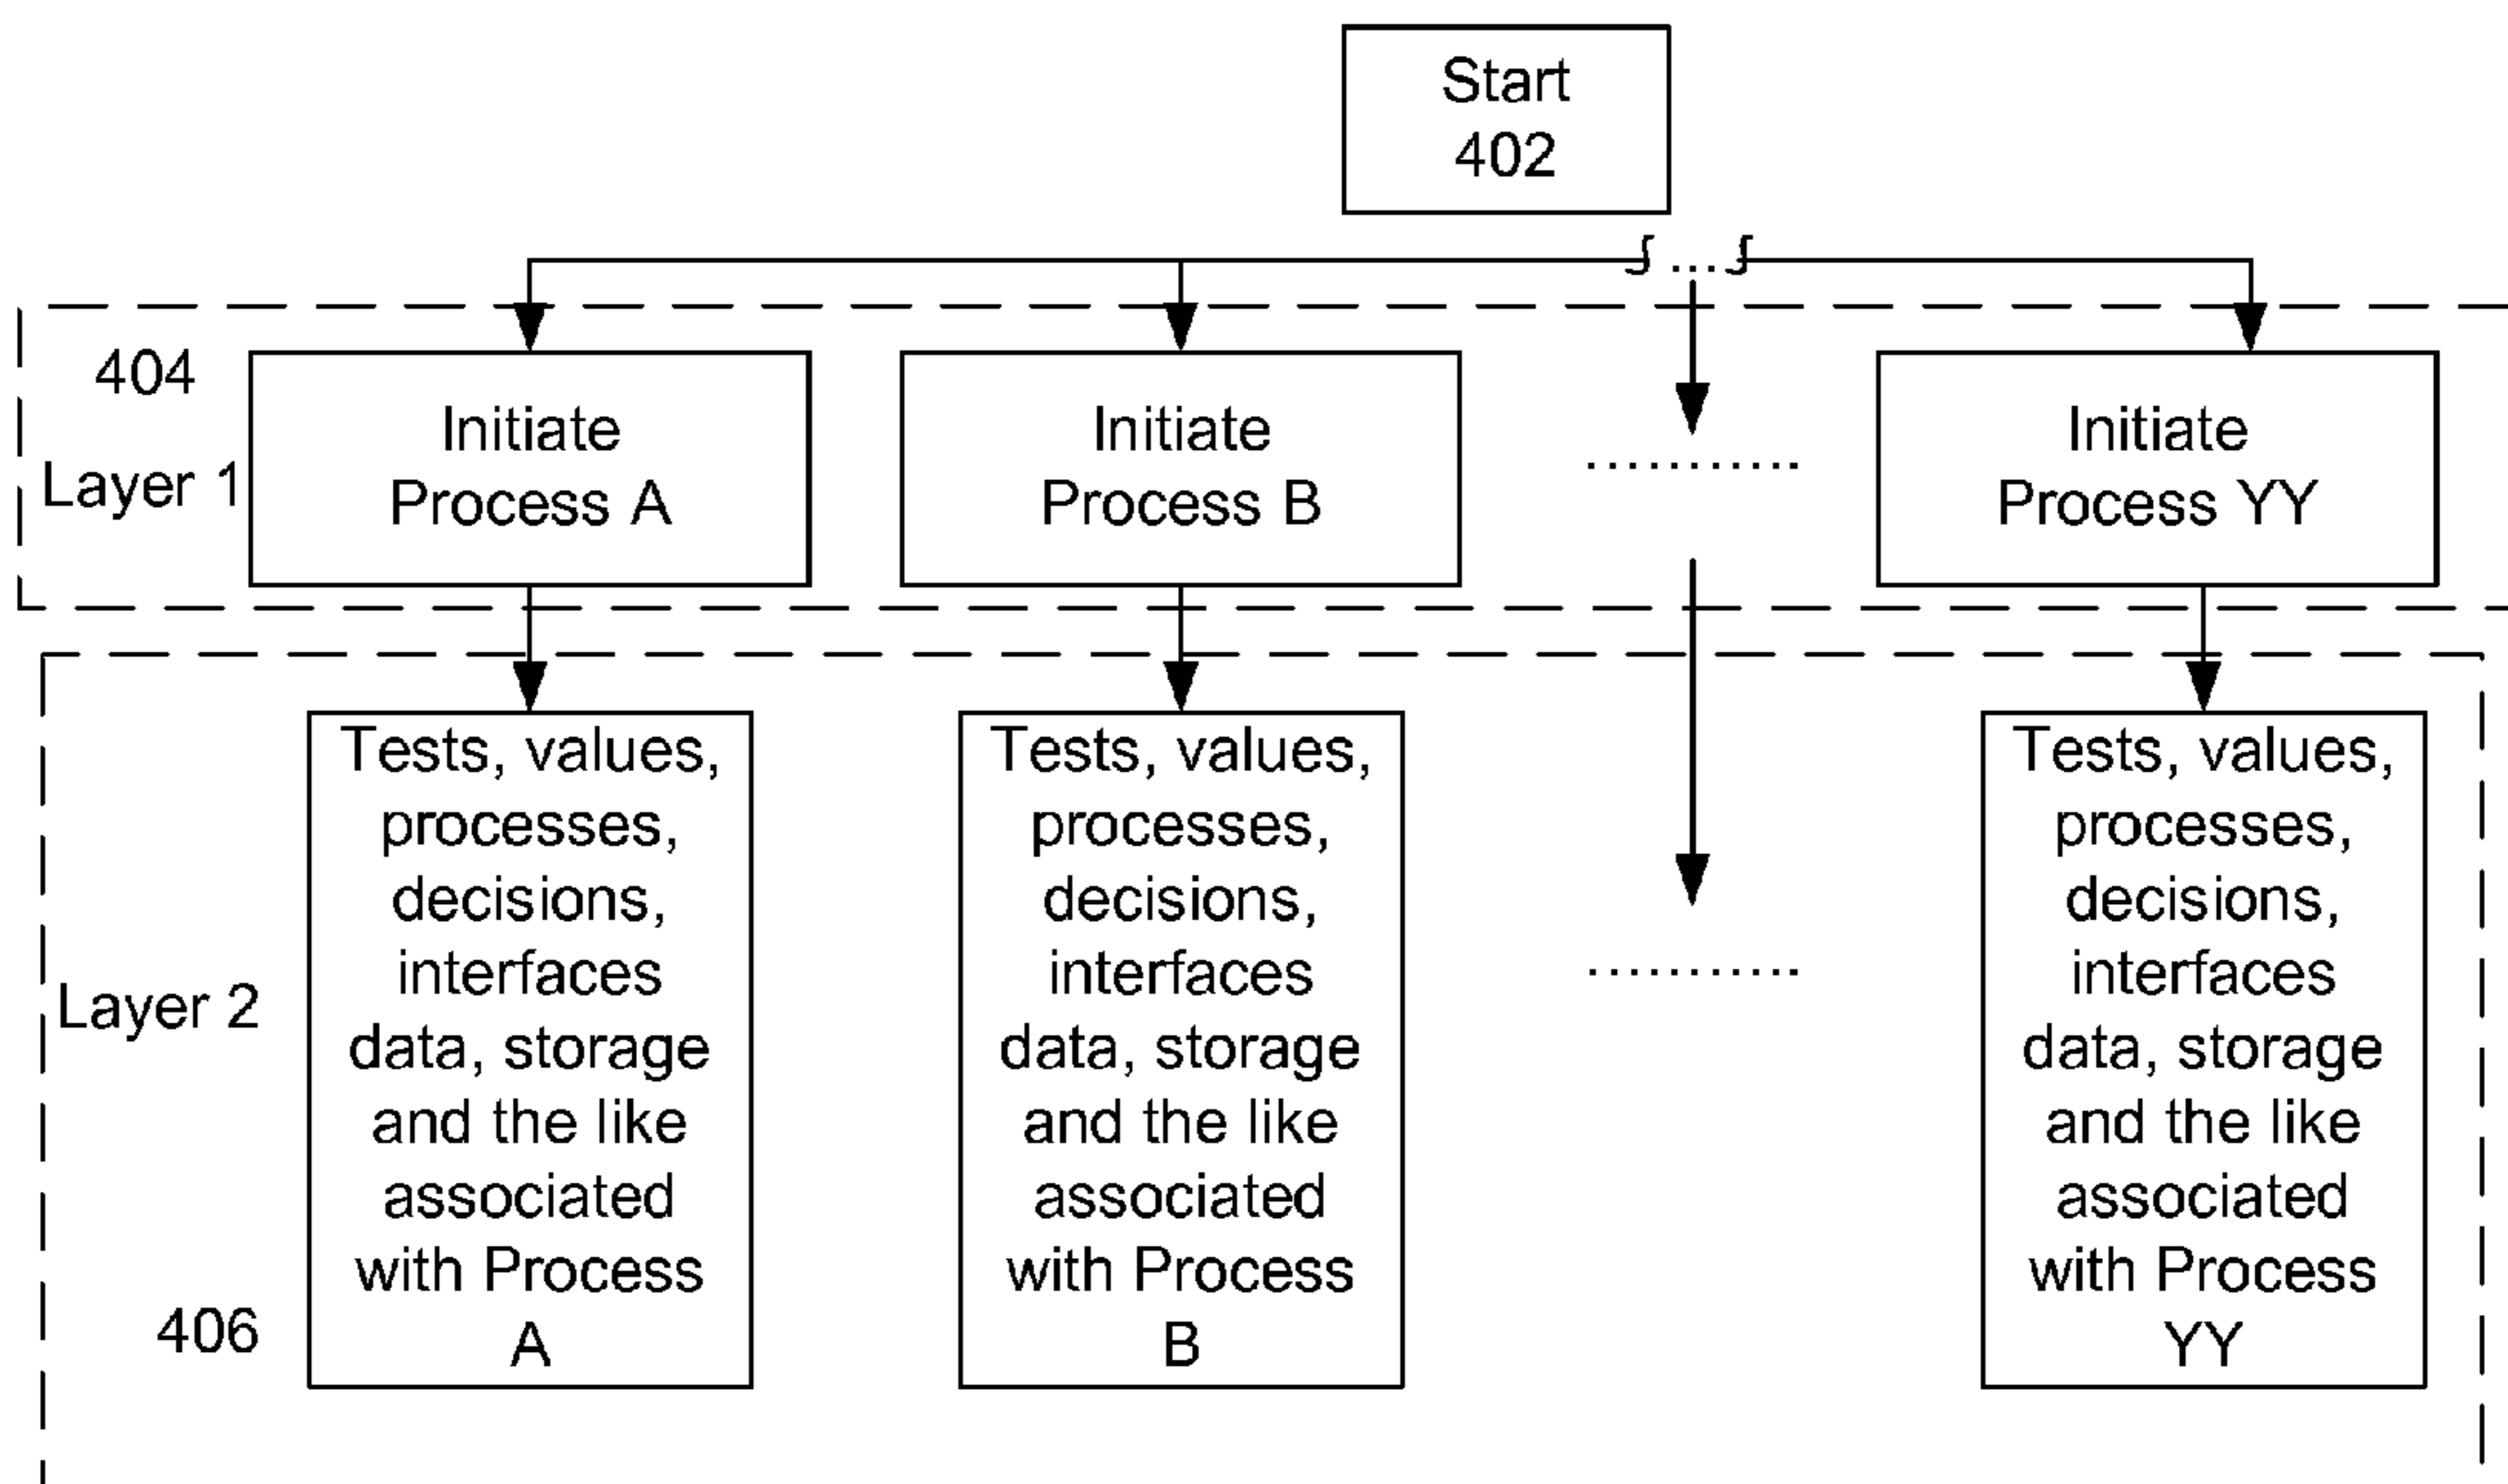 Start
402
...
404
Layer 1
Initiate
Process A
Initiate
Process B
...........
Initiate
Process YY
Layer 2
406
Tests, values,
processes,
decisions,
interfaces
data, storage
and the like
associated
with Process
A
Tests, values,
processes,
decisions,
interfaces
data, storage
and the like
associated
with Process
B
...........
Tests, values,
processes,
decisions,
interfaces
data, storage
and the like
associated
with Process
YY